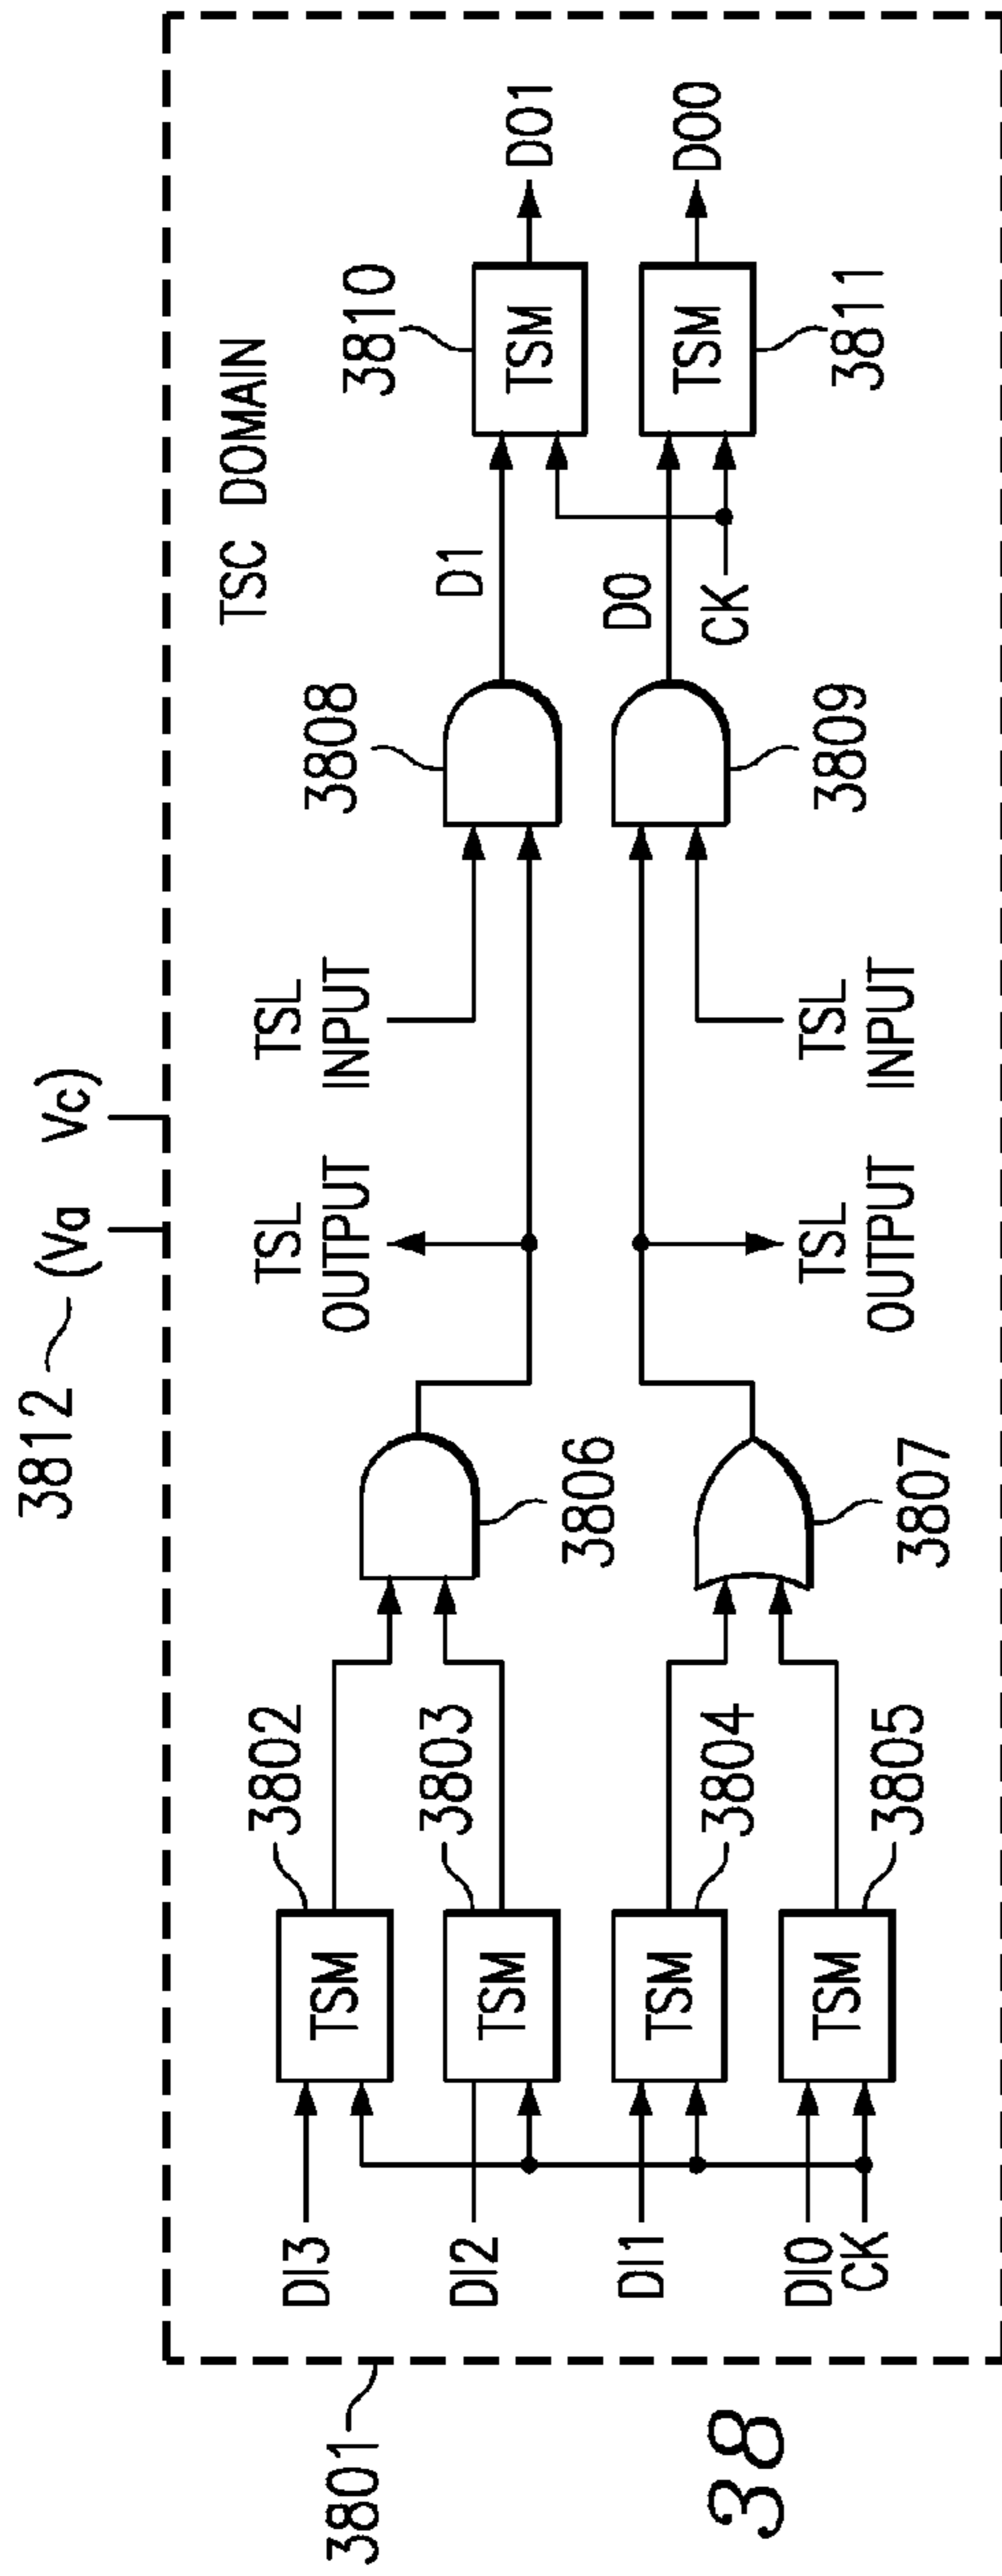 3812 (Va Vc)
TSC DOMAIN
3801
DI3
TSM
3802
DI2
TSM
3803
DI1
TSM
3804
DI0
CK
TSM
3805
3806
3807
TSL
OUTPUT
TSL
OUTPUT
TSL
INPUT
TSL
INPUT
3808
3809
D1
D0
CK
3810
TSM
DO1
TSM
3811
DO0
38